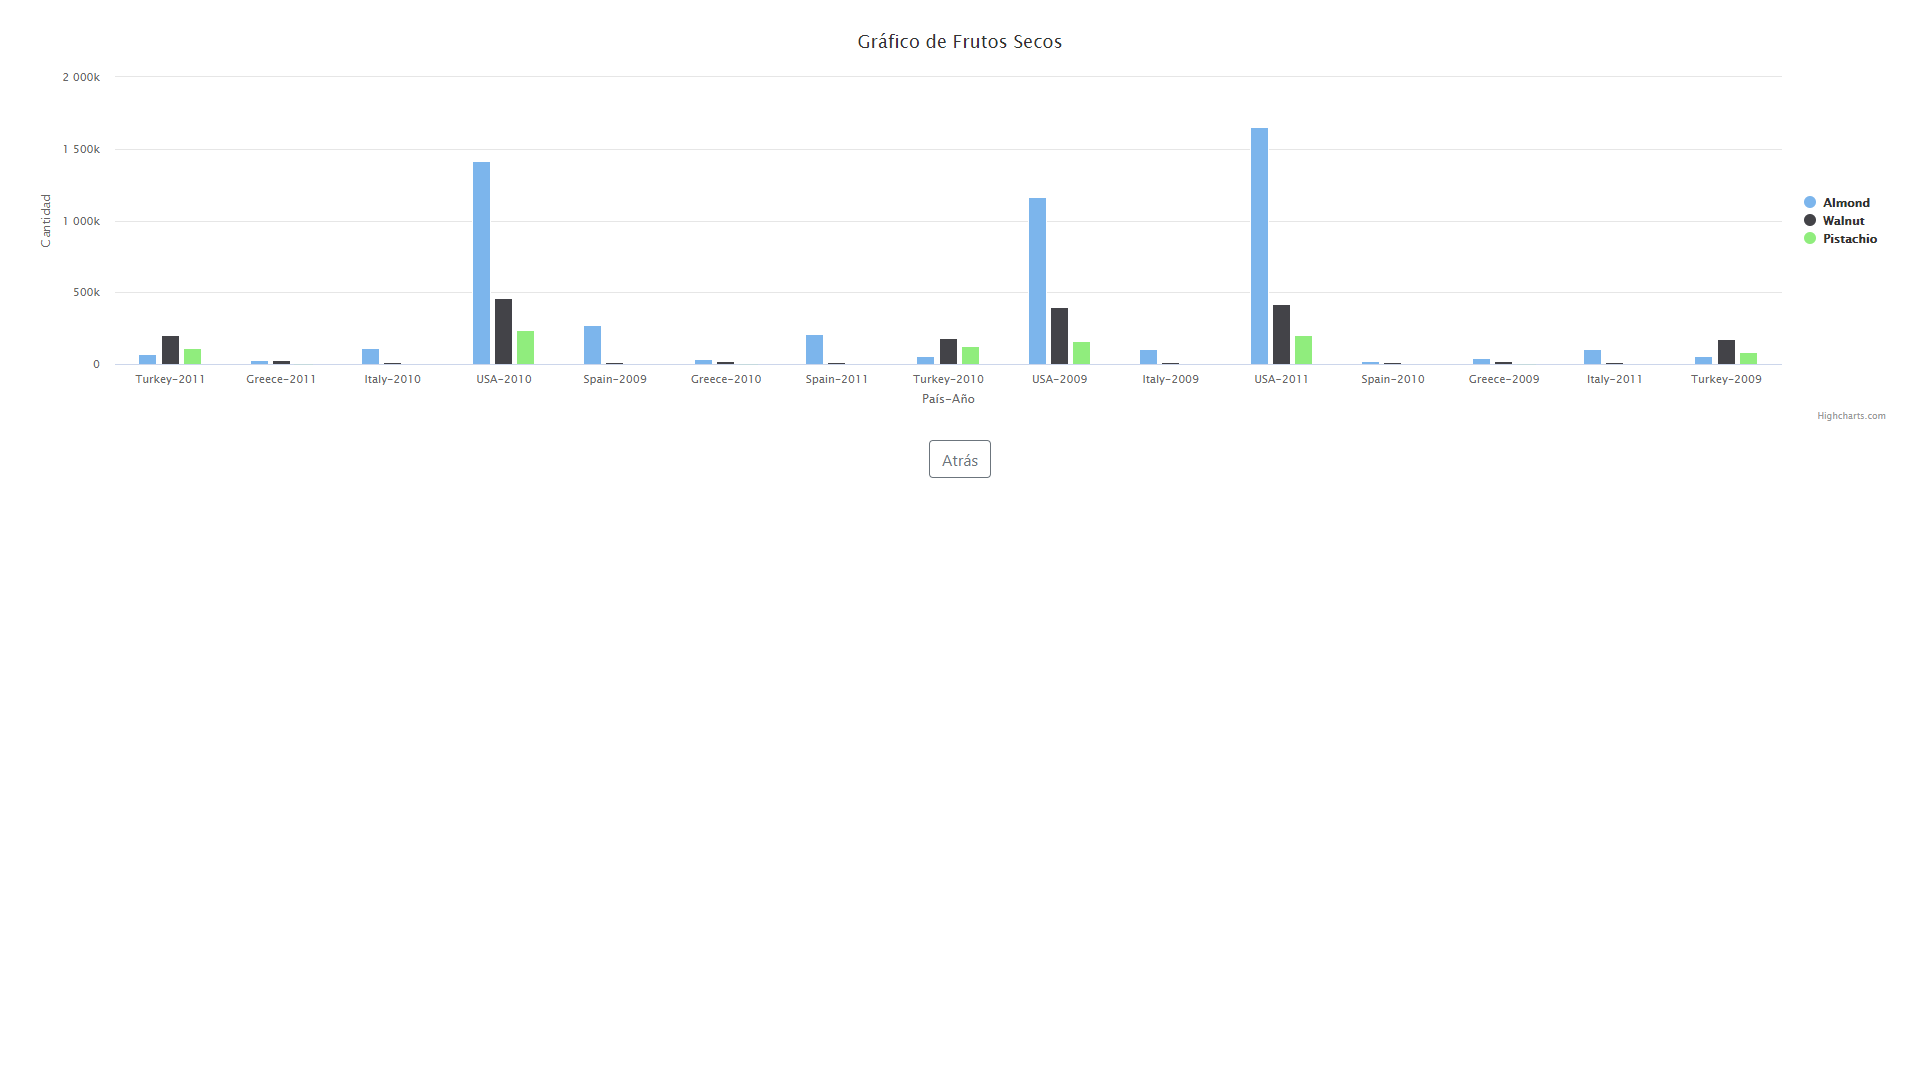 Gráfico de Frutos Secos
Cantidad
2 000k
1 500k
1 000k
500k
0
Turkey-2011
Greece-2011
Italy-2010
USA-2010
Spain-2009
Greece-2010
Spain-2011
Turkey-2010
USA-2009
Italy-2009
USA-2011
Spain-2010
Greece-2009
Italy-2011
Turkey-2009
País-Año
Almond
Walnut
Pistachio
Highcharts.com
Atrás